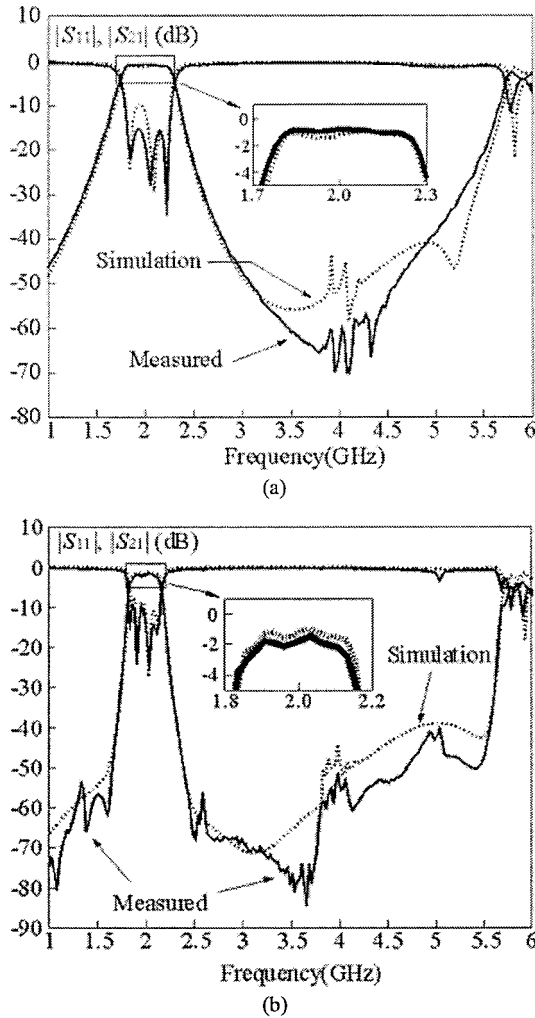 |S11|, |S21| (dB)
10
0
-10
-20
-30
-40
-50
-60
-70
-80
0
-2
-4
1.7 2.0 2.3
Simulation
Measured
1 1.5 2 2.5 3 3.5 4 4.5 5 5.5 6
Frequency(GHz)
(a)
|S11|, |S21| (dB)
10
0
-10
-20
-30
-40
-50
-60
-70
-80
-90
0
-2
-4
1.8 2.0 2.2
Simulation
Measured
1 1.5 2 2.5 3 3.5 4 4.5 5 5.5 6
Frequency(GHz)
(b)